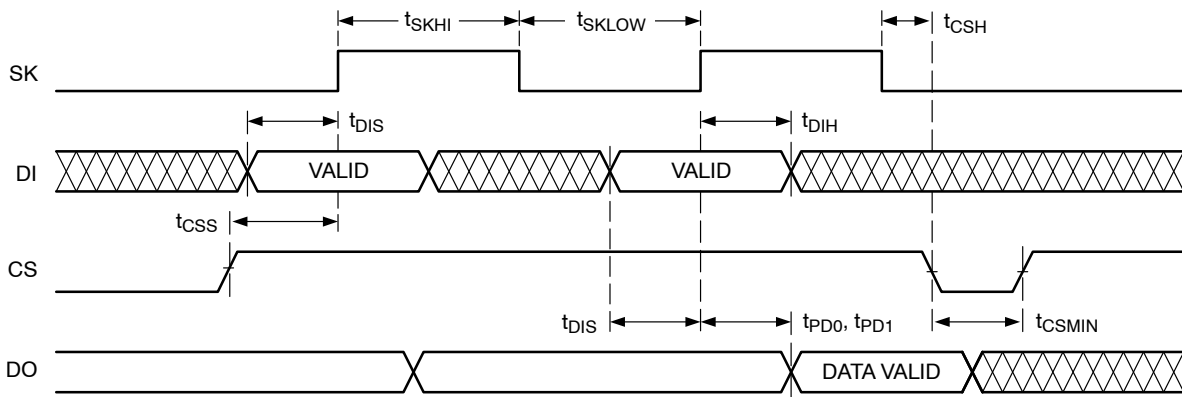 tSKHI tSKLOW tCSH
SK
tDIS tDIH
DI VALID VALID
tCSS
CS
tDIS tPD0, tPD1 tCSMIN
DO DATA VALID